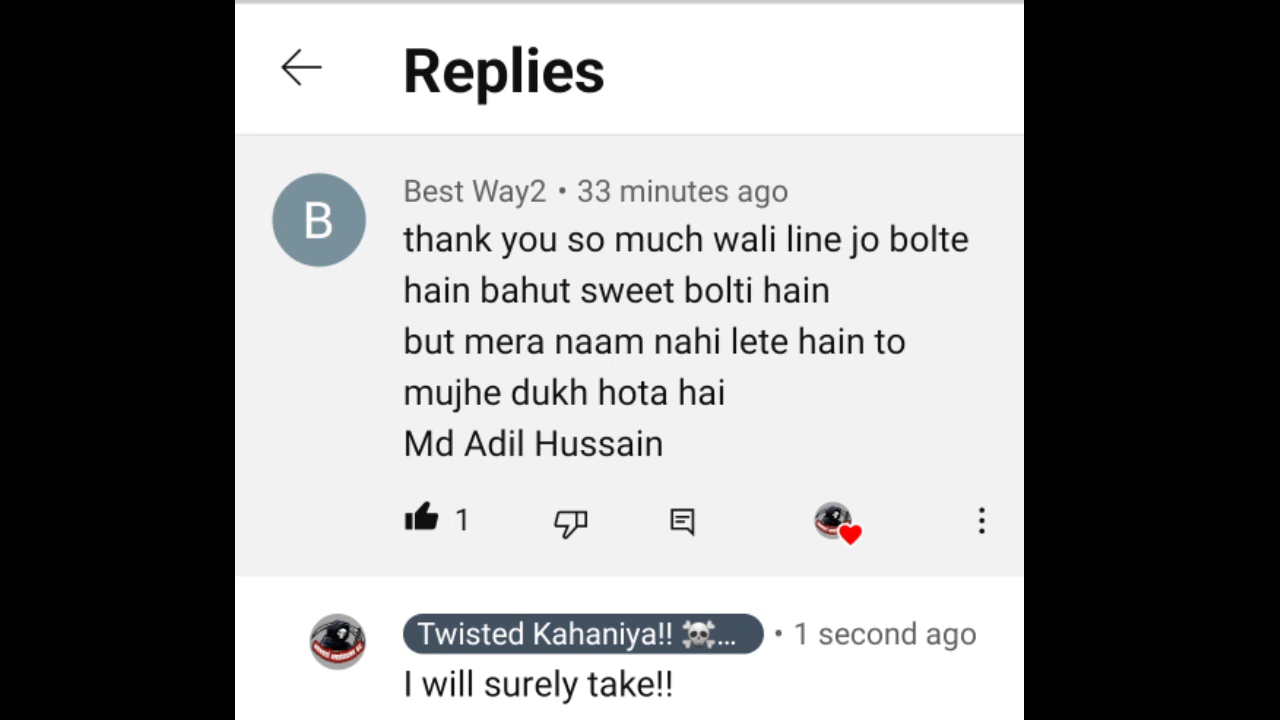 Replies
B
Best Way2 • 33 minutes ago
thank you so much wali line jo bolte
hain bahut sweet bolti hain
but mera naam nahi lete hain to
mujhe dukh hota hai
Md Adil Hussain
1
Twisted Kahaniya!! ☠️... • 1 second ago
I will surely take!!